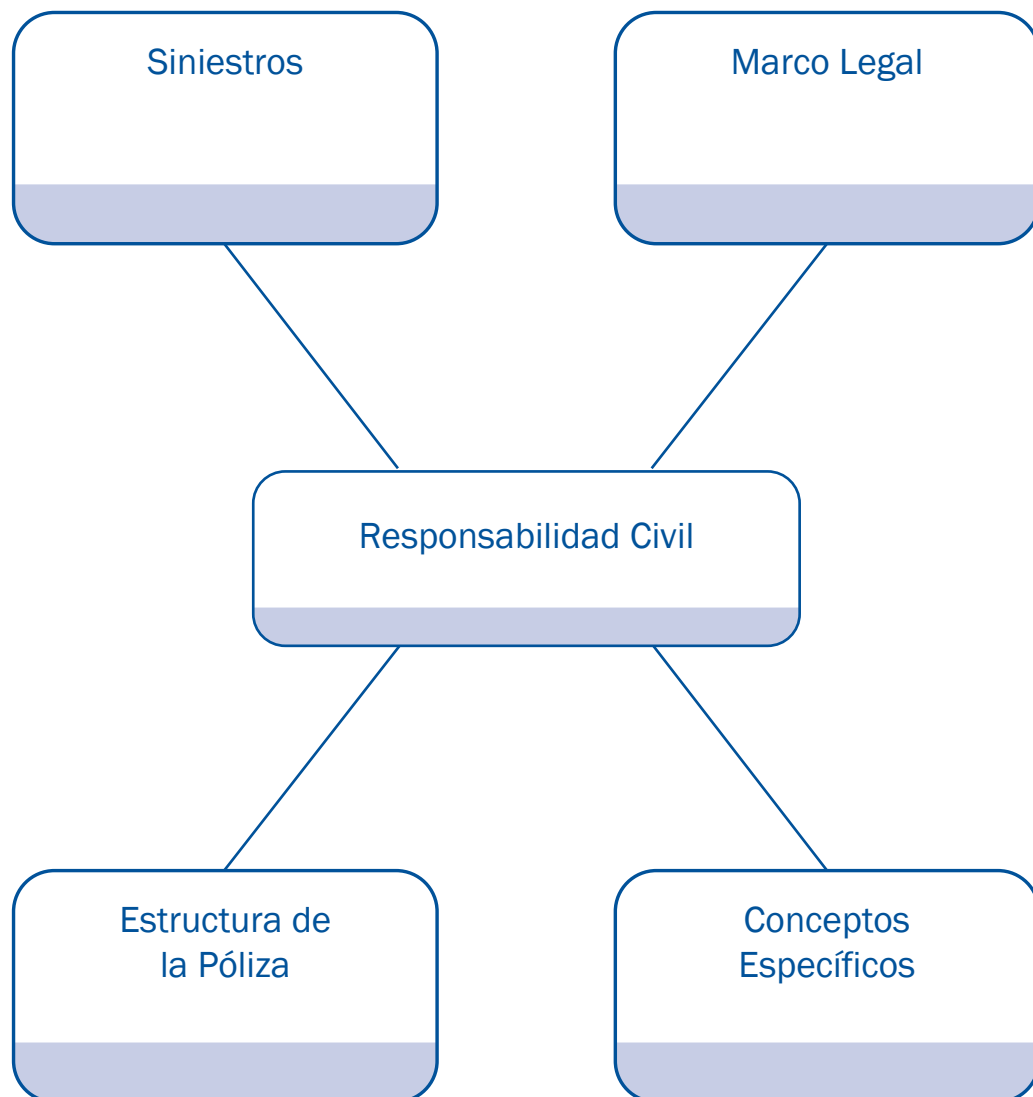 Siniestros
Marco Legal
Responsabilidad Civil
Estructura de
la Póliza
Conceptos
Específicos